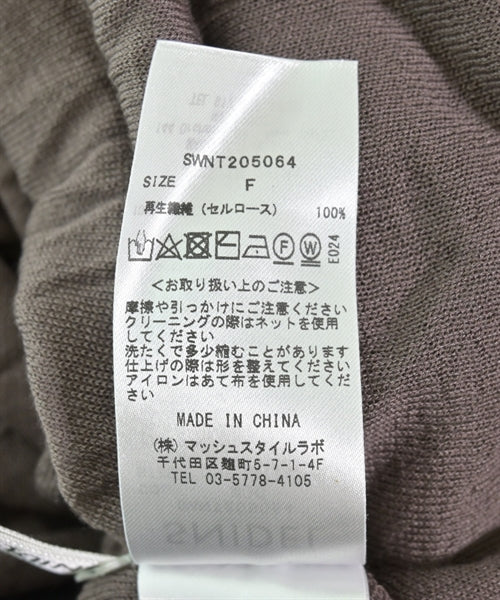 SWNT205064
SIZE F
再生繊維 (セルロース) 100%
E024
<お取り扱い上のご注意>
摩擦や引っかけにご注意ください
クリーニングの際はネットを使用
してください
洗たくで多少縮むことがあります
仕上げの際は形を整えてください
アイロンはあて布を使用してください
MADE IN CHINA
(株) マッシュスタイルラボ
千代田区麹町5-7-1-4F
TEL 03-5778-4105
SNIDEL